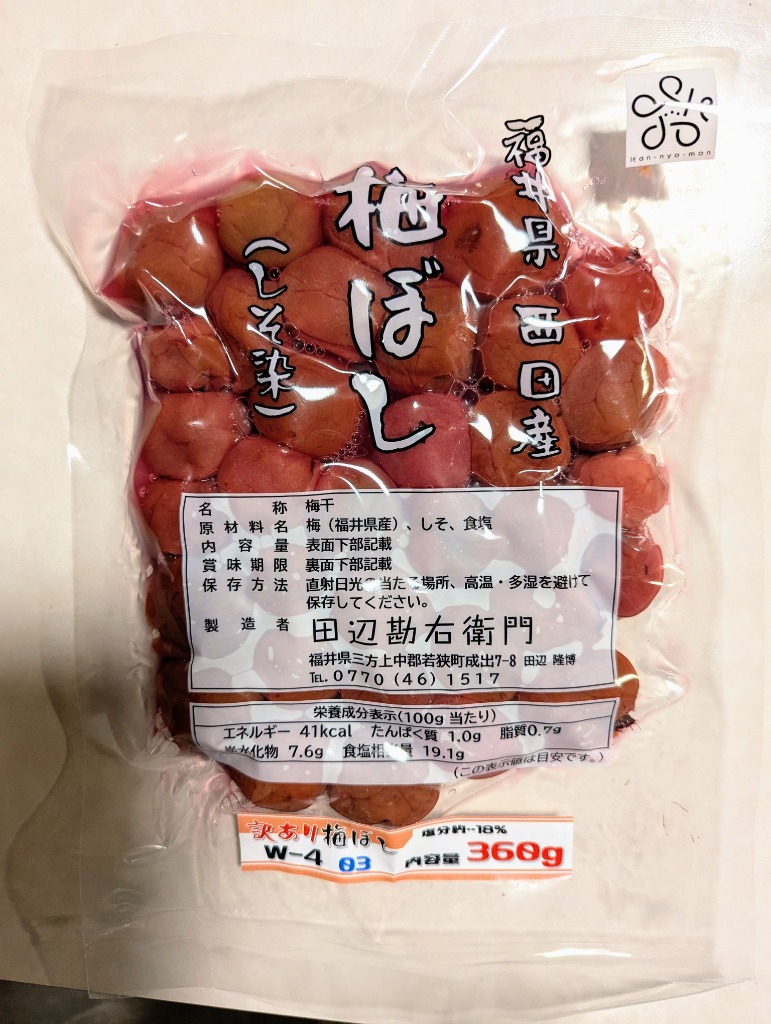 kan-nya-mon
福井県 西田産
梅ぼし
(しそ染)
名称 梅干
原材料名 梅（福井県産）、しそ、食塩
内容量 表面下部記載
賞味期限 裏面下部記載
保存方法 直射日光の当たる場所、高温・多湿を避けて
保存してください。
製造者 田辺勘右衛門
福井県三方上中郡若狭町成出7-8 田辺 隆博
TEL. 0770 (46) 1517
栄養成分表示(100g 当たり)
エネルギー 41kcal たんぱく質 1.0g 脂質0.7g
炭水化物 7.6g 食塩相当量 19.1g
(この表示値は目安です。)
訳あり梅ぼし 塩分約--18%
W-4 03 内容量 360g